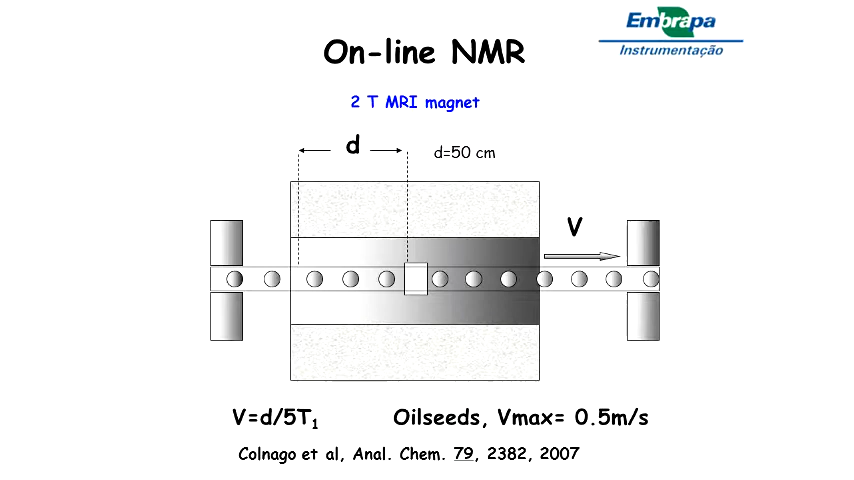 Embrapa
Instrumentação
On-line NMR
2 T MRI magnet
d
d=50 cm
V
V=d/5T₁
Oilseeds, Vmax= 0.5m/s
Colnago et al, Anal. Chem. 79, 2382, 2007